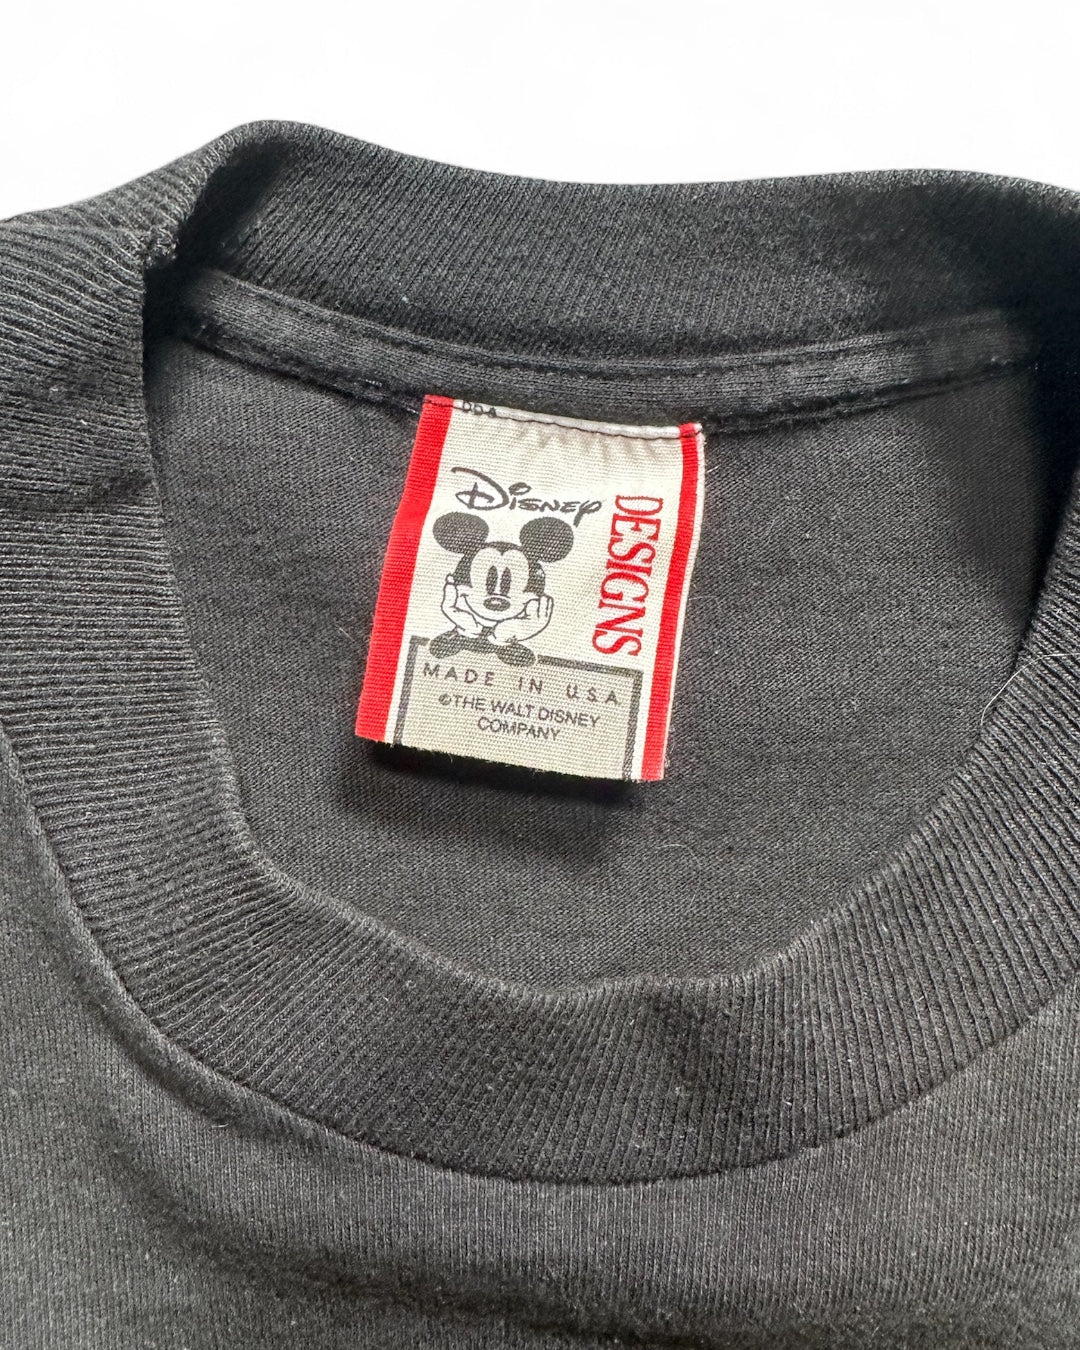 Disney
DESIGNS
MADE IN U.S.A.
©THE WALT DISNEY
COMPANY